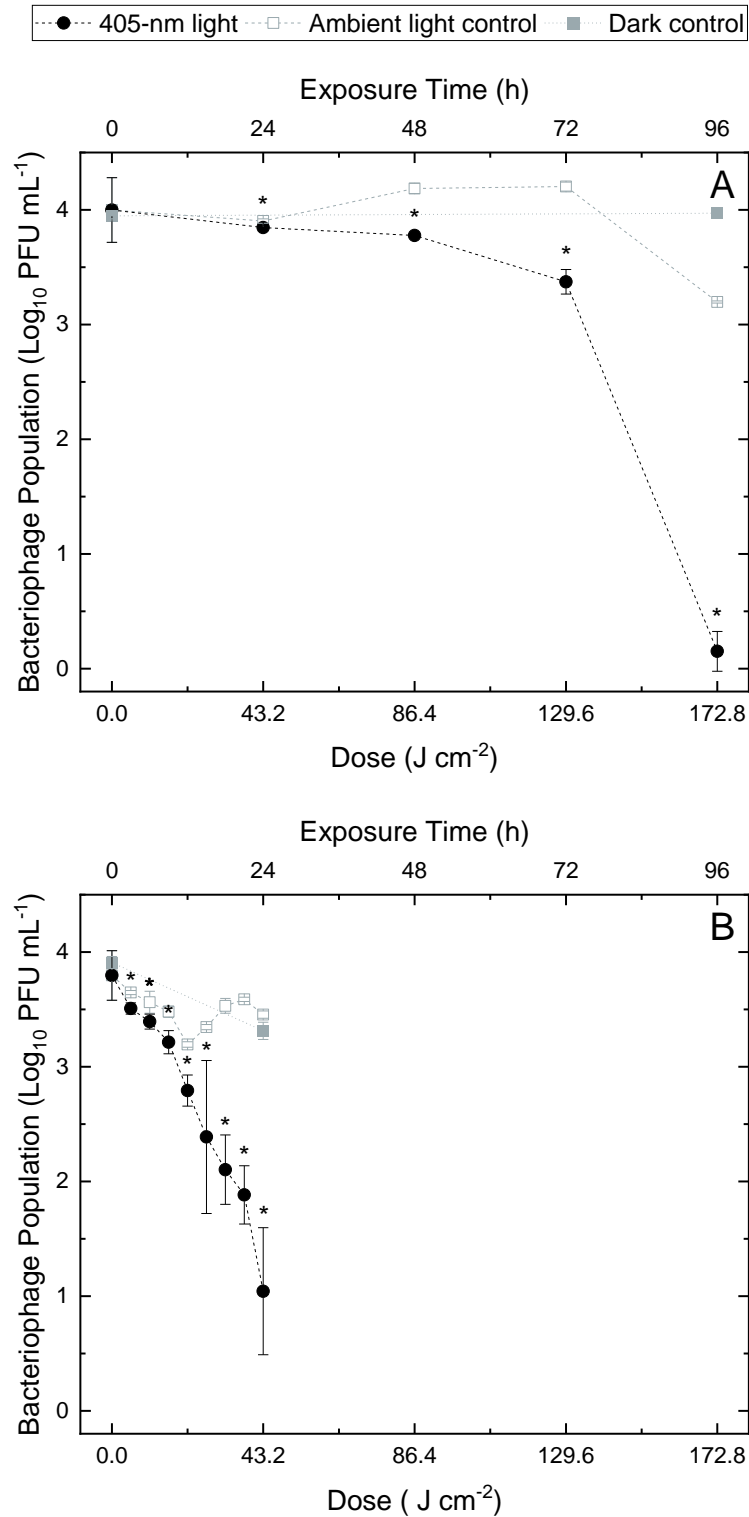 405-nm light Ambient light control Dark control
Exposure Time (h)
0 24 48 72 96
A
4
3
2
1
0
Bacteriophage Population (Log₁₀ PFU mL⁻¹)
* * * *
0.0 43.2 86.4 129.6 172.8
Dose (J cm⁻²)
Exposure Time (h)
0 24 48 72 96
B
4
3
2
1
0
Bacteriophage Population (Log₁₀ PFU mL⁻¹)
* * * * * * * *
0.0 43.2 86.4 129.6 172.8
Dose ( J cm⁻²)